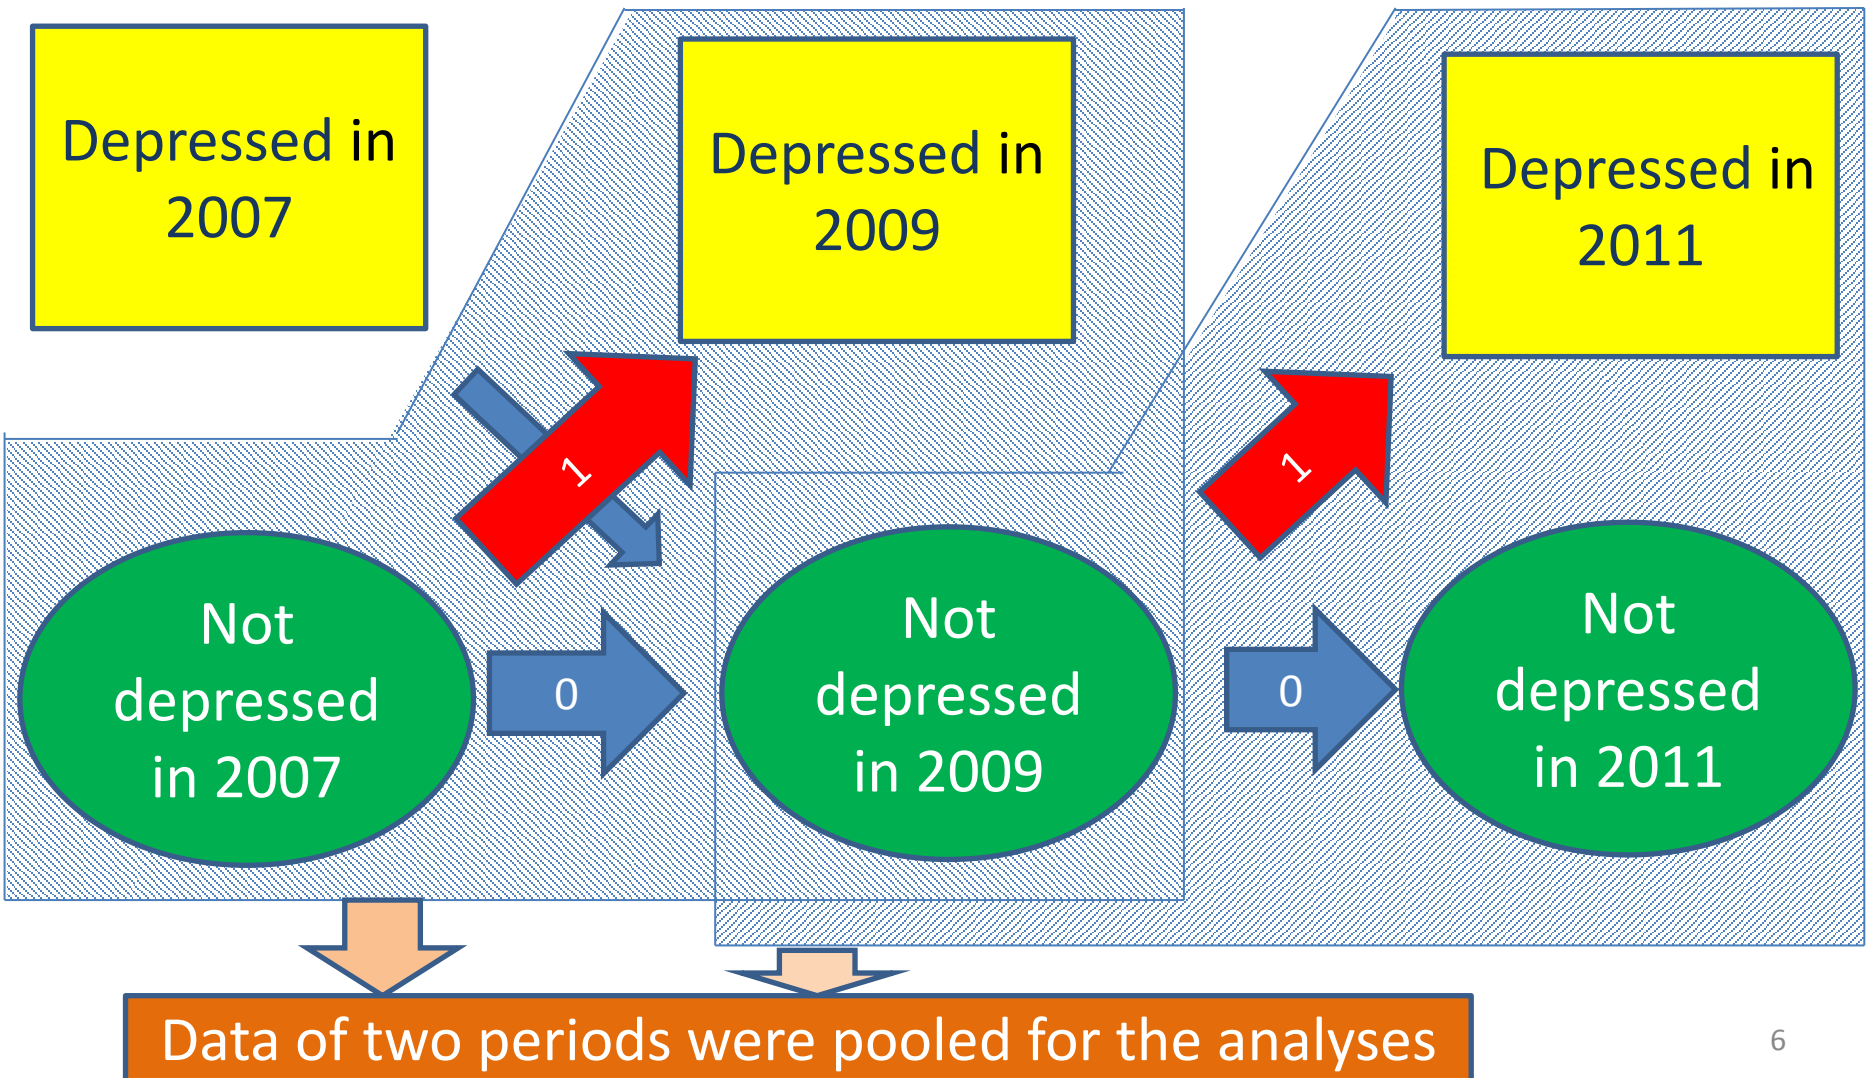 Depressed in
2007
Depressed in
2009
Depressed in
2011
1
1
Not
depressed
in 2007
0
Not
depressed
in 2009
0
Not
depressed
in 2011
Data of two periods were pooled for the analyses
6